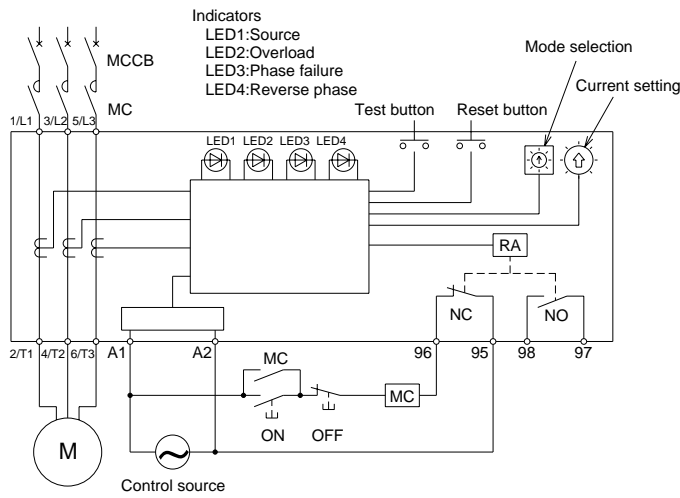 Indicators
LED1:Source
LED2:Overload
LED3:Phase failure
LED4:Reverse phase
MCCB
MC
Mode selection
Current setting
Test button
Reset button
1/L1 3/L2 5/L3
LED1 LED2 LED3 LED4
RA
NC
NO
2/T1 4/T2 6/T3 A1 A2 96 95 98 97
MC
MC
ON OFF
M
Control source